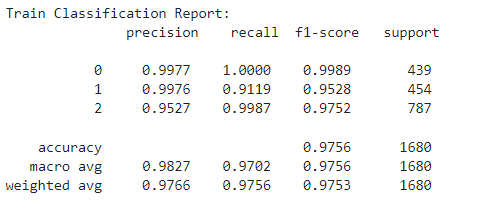 Train Classification Report:
              precision    recall  f1-score   support

           0     0.9977    1.0000    0.9989       439
           1     0.9976    0.9119    0.9528       454
           2     0.9527    0.9987    0.9752       787

    accuracy                         0.9756      1680
   macro avg     0.9827    0.9702    0.9756      1680
weighted avg     0.9766    0.9756    0.9753      1680